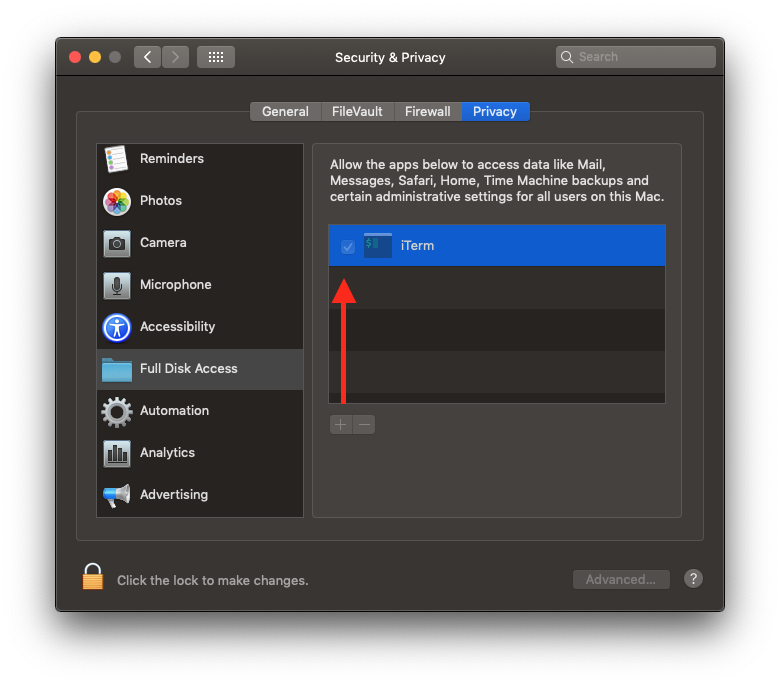 Security & Privacy
Search
General
FileVault
Firewall
Privacy
Reminders
Photos
Camera
Microphone
Accessibility
Full Disk Access
Automation
Analytics
Advertising
Allow the apps below to access data like Mail,
Messages, Safari, Home, Time Machine backups and
certain administrative settings for all users on this Mac.
$
iTerm
Click the lock to make changes.
Advanced...
?